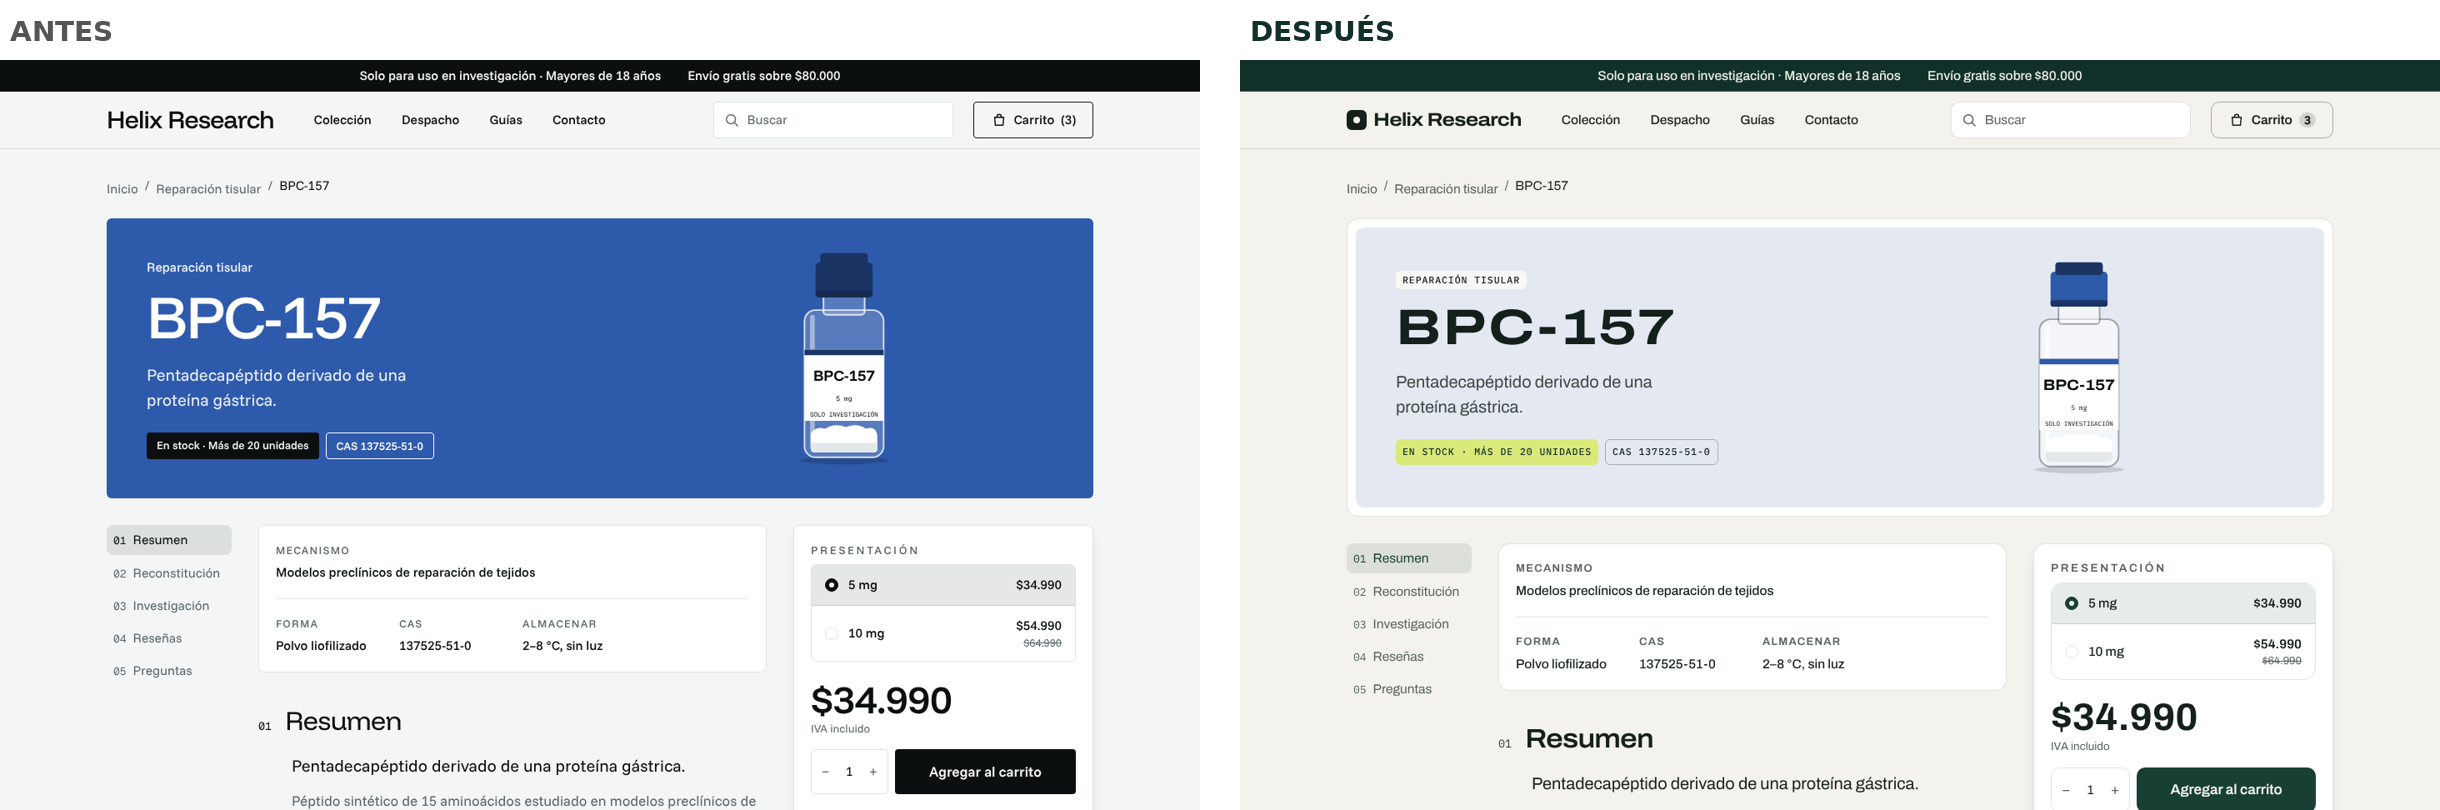 ANTES
Solo para uso en investigación · Mayores de 18 años Envío gratis sobre $80.000
Helix Research Colección Despacho Guías Contacto Buscar Carrito (3)
Inicio / Reparación tisular / BPC-157
Reparación tisular
BPC-157
Pentadecapéptido derivado de una
proteína gástrica.
En stock · Más de 20 unidades CAS 137525-51-0
BPC-157
5 mg
SOLO INVESTIGACIÓN
01 Resumen
02 Reconstitución
03 Investigación
04 Reseñas
05 Preguntas
MECANISMO
Modelos preclínicos de reparación de tejidos
FORMA CAS ALMACENAR
Polvo liofilizado 137525-51-0 2–8 °C, sin luz
01 Resumen
Pentadecapéptido derivado de una proteína gástrica.
Péptido sintético de 15 aminoácidos estudiado en modelos preclínicos de
PRESENTACIÓN
5 mg $34.990
10 mg $54.990
$64.990
$34.990
IVA incluido
− 1 + Agregar al carrito
DESPUÉS
Solo para uso en investigación · Mayores de 18 años Envío gratis sobre $80.000
Helix Research Colección Despacho Guías Contacto Buscar Carrito 3
Inicio / Reparación tisular / BPC-157
REPARACIÓN TISULAR
BPC-157
Pentadecapéptido derivado de una
proteína gástrica.
EN STOCK · MÁS DE 20 UNIDADES CAS 137525-51-0
BPC-157
5 mg
SOLO INVESTIGACIÓN
01 Resumen
02 Reconstitución
03 Investigación
04 Reseñas
05 Preguntas
MECANISMO
Modelos preclínicos de reparación de tejidos
FORMA CAS ALMACENAR
Polvo liofilizado 137525-51-0 2–8 °C, sin luz
01 Resumen
Pentadecapéptido derivado de una proteína gástrica.
PRESENTACIÓN
5 mg $34.990
10 mg $54.990
$64.990
$34.990
IVA incluido
− 1 + Agregar al carrito